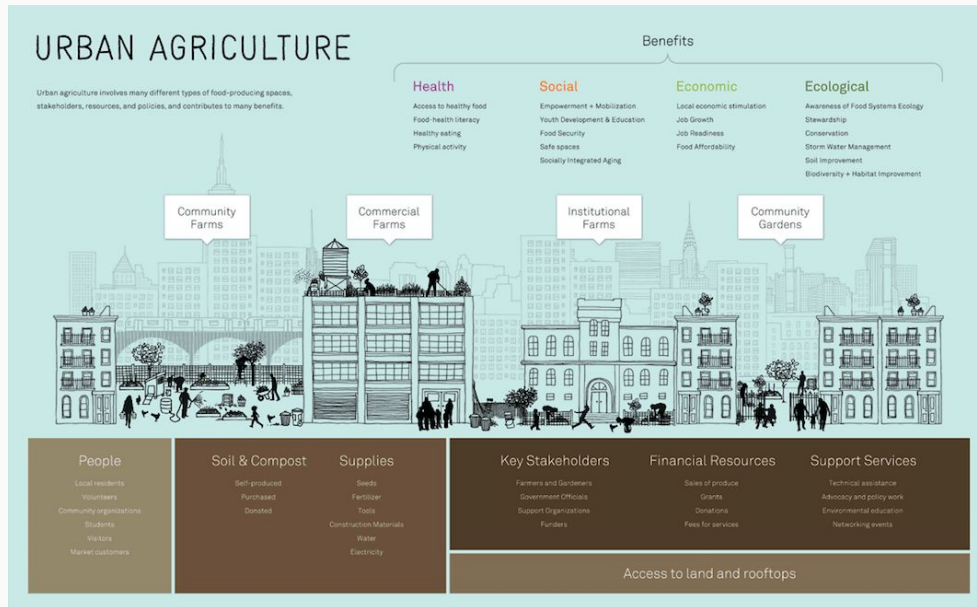 URBAN AGRICULTURE
Urban agriculture involves many different types of food-producing spaces,
stakeholders, resources, and policies, and contributes to many benefits.
Benefits
Health
Access to healthy food
Food-health literacy
Healthy eating
Physical activity
Social
Empowerment + Mobilization
Youth Development & Education
Food Security
Safe spaces
Socially Integrated Aging
Economic
Local economic stimulation
Job Growth
Job Readiness
Food Affordability
Ecological
Awareness of Food Systems Ecology
Stewardship
Conservation
Storm Water Management
Soil Improvement
Biodiversity + Habitat Improvement
Community
Farms
Commercial
Farms
Institutional
Farms
Community
Gardens
People
Local residents
Volunteers
Community organizations
Students
Visitors
Market customers
Soil & Compost
Self-produced
Purchased
Donated
Supplies
Seeds
Fertilizer
Tools
Construction Materials
Water
Electricity
Key Stakeholders
Farmers and Gardeners
Government Officials
Support Organizations
Funders
Financial Resources
Sales of produce
Grants
Donations
Fees for services
Support Services
Technical assistance
Advocacy and policy work
Environmental education
Networking events
Access to land and rooftops